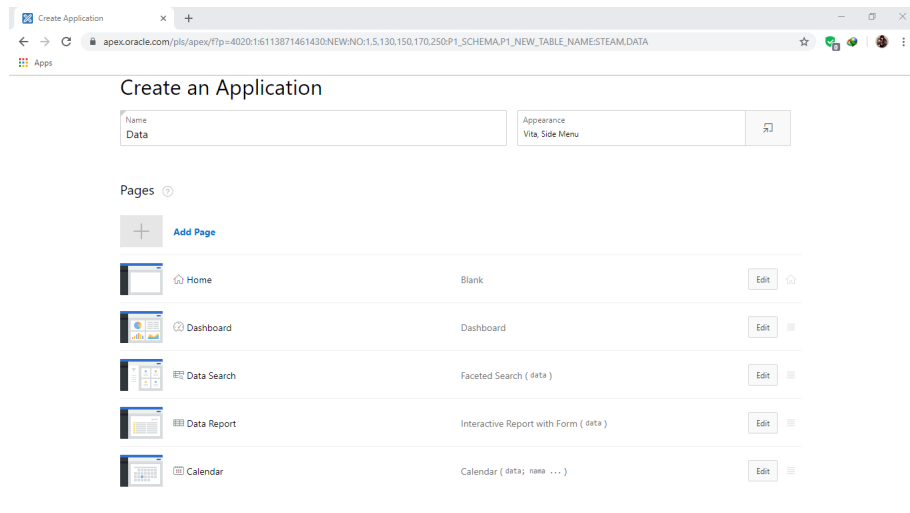 Create Application
apex.oracle.com/pls/apex/f?p=4020:1:6113871461430:NEW:NO:1,5,130,150,170,250:P1_SCHEMA,P1_NEW_TABLE_NAME:STEAM,DATA
Apps
Create an Application
Name
Data
Appearance
Vita, Side Menu
Pages
Add Page
Home Blank Edit
Dashboard Dashboard Edit
Data Search Faceted Search ( data ) Edit
Data Report Interactive Report with Form ( data ) Edit
Calendar Calendar ( data; nama ... ) Edit